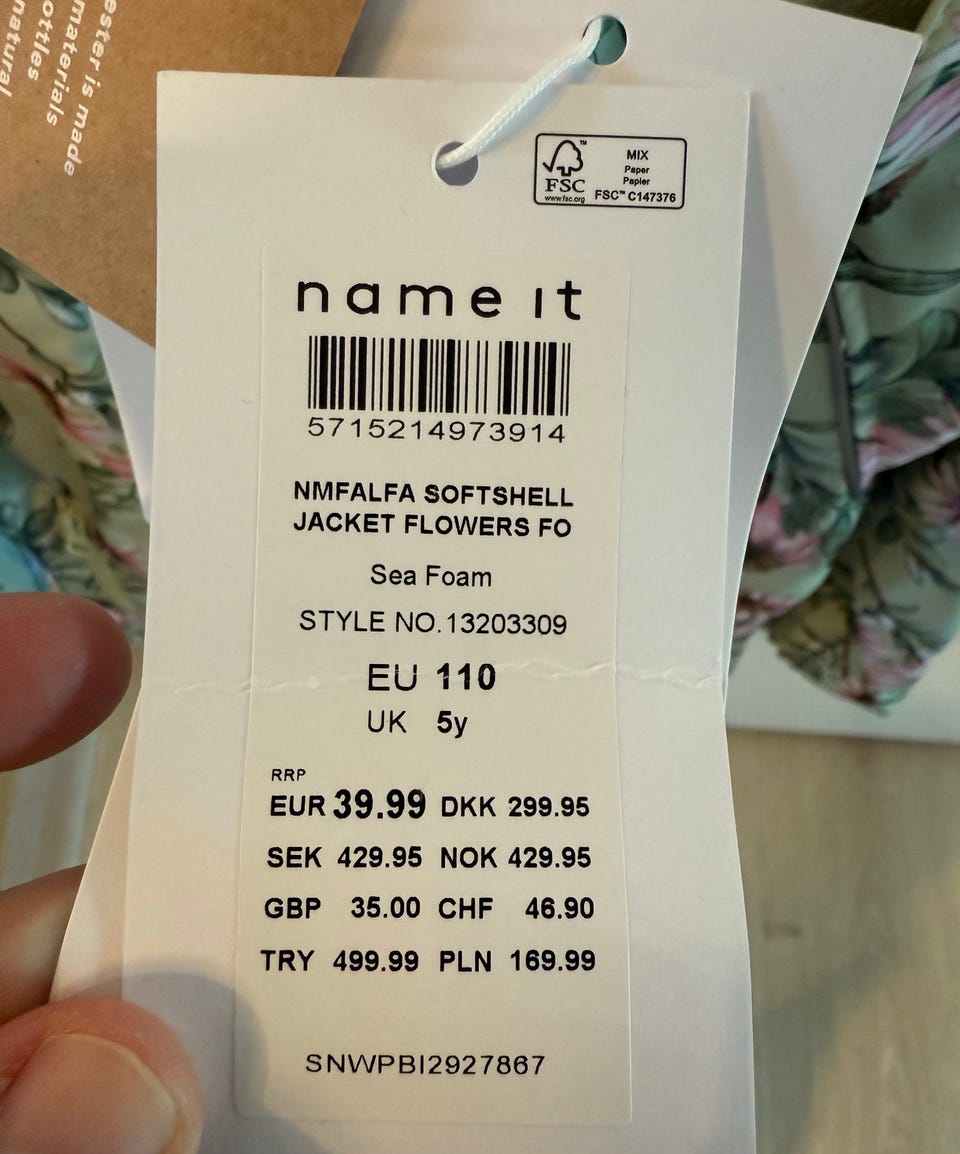 ester is made
materials
ottles
natural
FSC™
www.fsc.org
MIX
Paper
Papier
FSC™ C147376
name it
5715214973914
NMFALFA SOFTSHELL
JACKET FLOWERS FO
Sea Foam
STYLE NO.13203309
EU 110
UK 5y
RRP
EUR 39.99 DKK 299.95
SEK 429.95 NOK 429.95
GBP 35.00 CHF 46.90
TRY 499.99 PLN 169.99
SNWPBI2927867